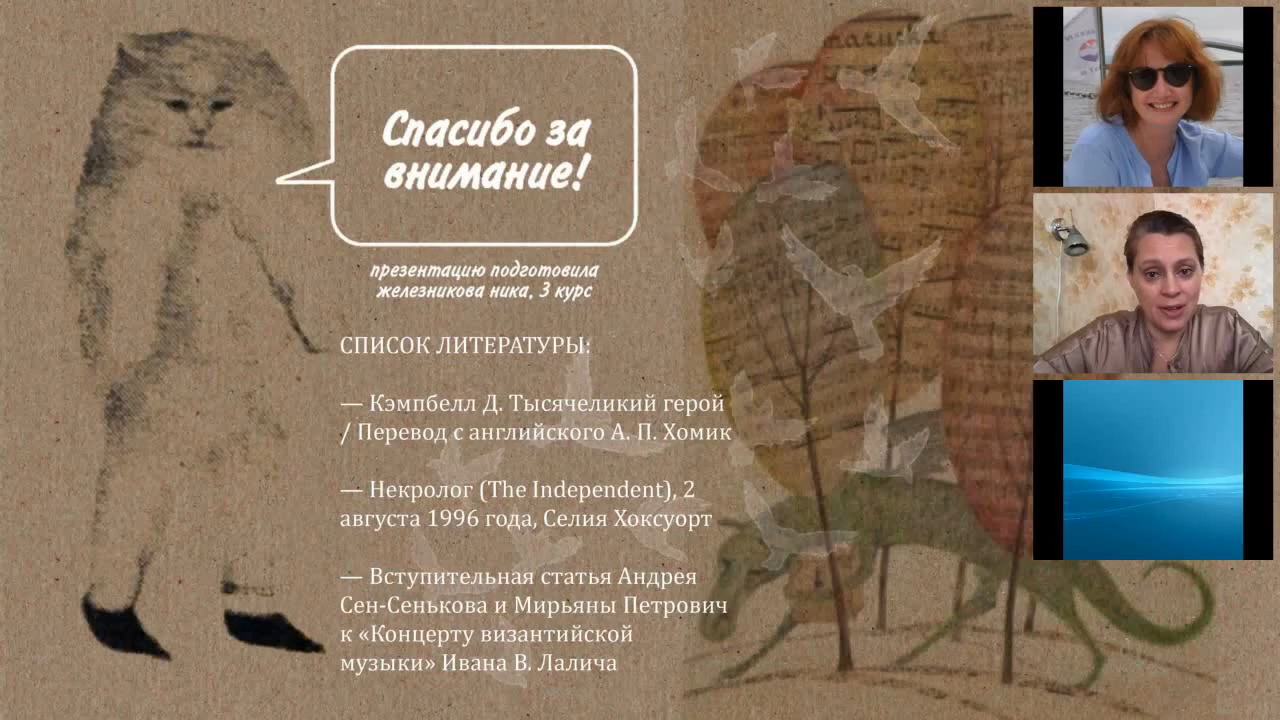 Спасибо за
внимание!
презентацию подготовила
железникова ника, 3 курс
СПИСОК ЛИТЕРАТУРЫ:
— Кэмпбелл Д. Тысячеликий герой
/ Перевод с английского А. П. Хомик
— Некролог (The Independent), 2
августа 1996 года, Селия Хоксуорт
— Вступительная статья Андрея
Сен-Сенькова и Мирьяны Петрович
к «Концерту византийской
музыки» Ивана В. Лалича